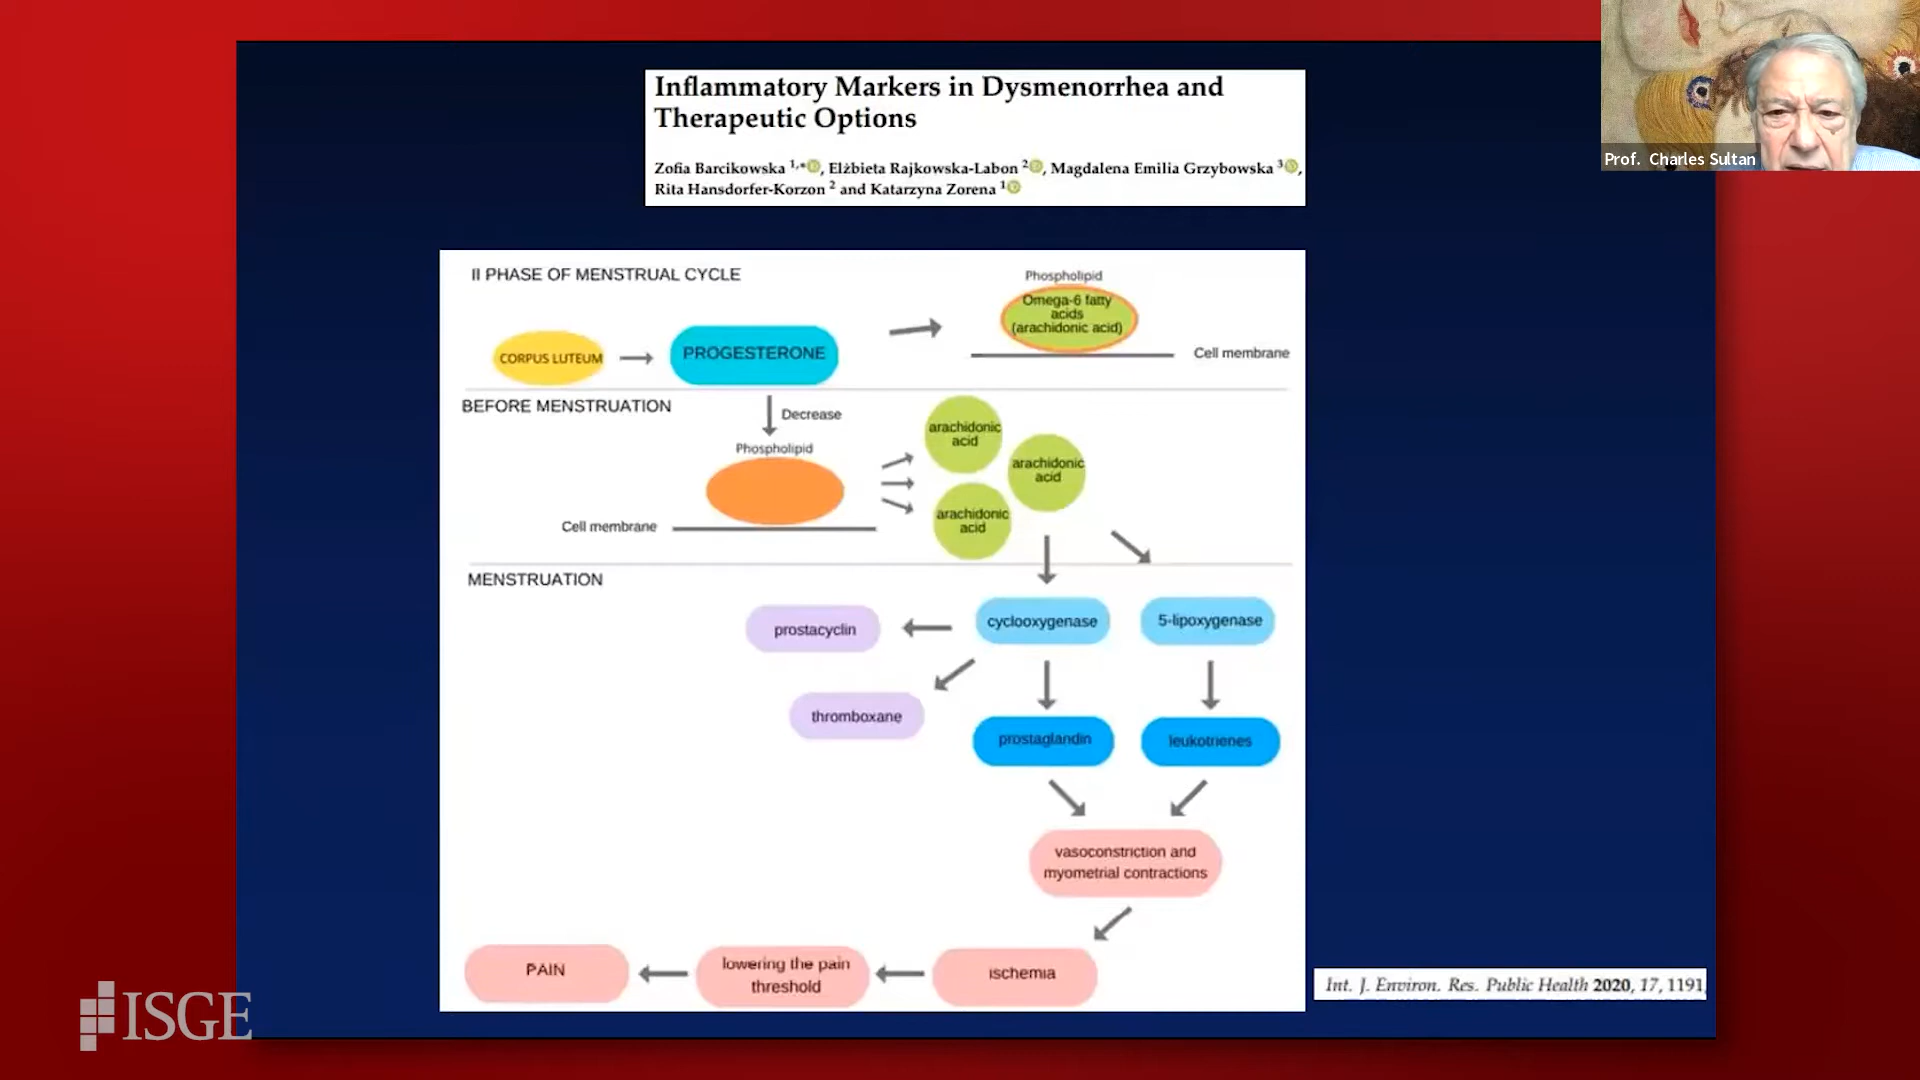 Inflammatory Markers in Dysmenorrhea and
Therapeutic Options
Zofia Barcikowska 1,*, Elżbieta Rajkowska-Labon 2, Magdalena Emilia Grzybowska 3,
Rita Hansdorfer-Korzon 2 and Katarzyna Zorena 1
Prof. Charles Sultan
II PHASE OF MENSTRUAL CYCLE
Phospholipid
Omega-6 fatty
acids
(arachidonic acid)
CORPUS LUTEUM
PROGESTERONE
Cell membrane
BEFORE MENSTRUATION
Decrease
Phospholipid
arachidonic
acid
arachidonic
acid
arachidonic
acid
Cell membrane
MENSTRUATION
prostacyclin
cyclooxygenase
5-lipoxygenase
thromboxane
prostaglandin
leukotrienes
vasoconstriction and
myometrial contractions
PAIN
lowering the pain
threshold
ischemia
Int. J. Environ. Res. Public Health 2020, 17, 1191
ISGE